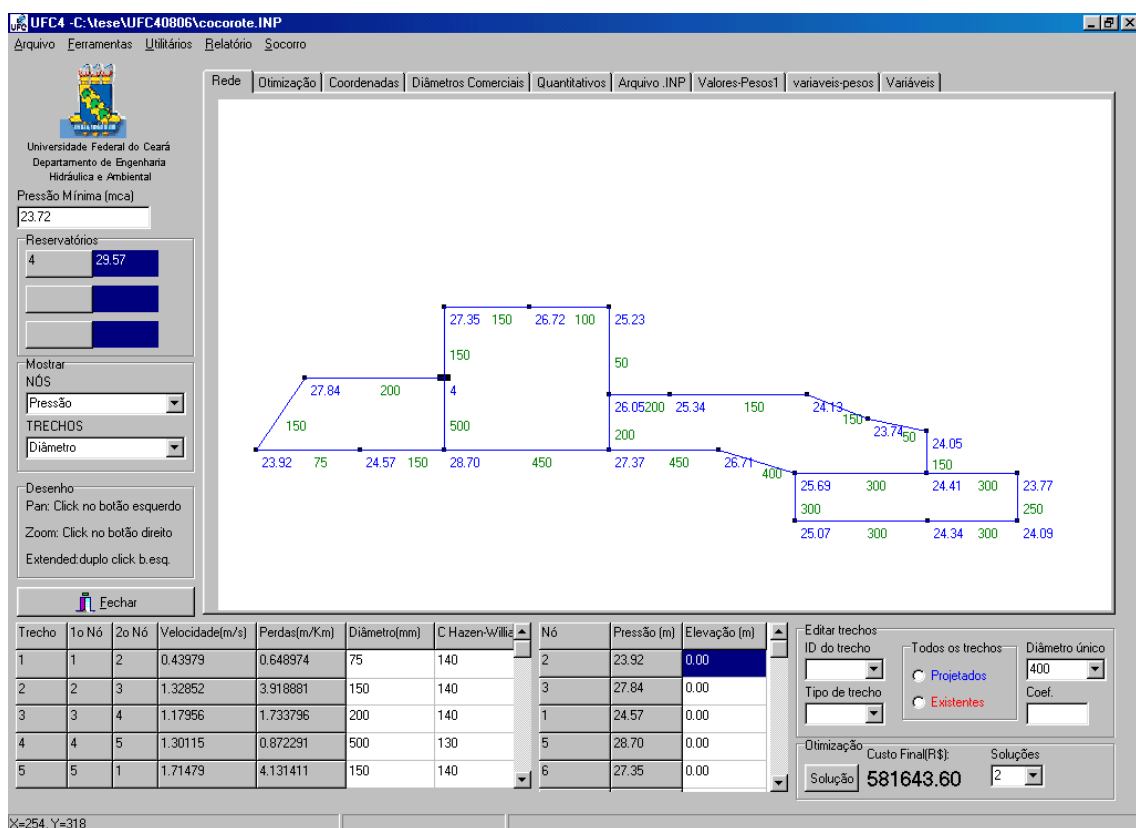 UFC4 -C:\tese\UFC40806\cocorote.INP
Arquivo Ferramentas Utilitários Relatório Socorro
Rede Otimização Coordenadas Diâmetros Comerciais Quantitativos Arquivo .INP Valores-Pesos1 variaveis-pesos Variáveis
Universidade Federal do Ceará
Departamento de Engenharia
Hidráulica e Ambiental
Pressão Mínima (mca)
23.72
Reservatórios
4 29.57
Mostrar
NÓS
Pressão
TRECHOS
Diâmetro
Desenho
Pan: Click no botão esquerdo
Zoom: Click no botão direito
Extended:duplo click b.esq.
Fechar
27.35 150 26.72 100 25.23
150 50
27.84 200 4
26.05 200 25.34 150 24.13
150 500 200 150 23.74 50 24.05
23.92 75 24.57 150 28.70 450 27.37 450 26.71 400 150
25.69 300 24.41 300 23.77
300 250
25.07 300 24.34 300 24.09
Trecho 1o Nó 2o Nó Velocidade(m/s) Perdas(m/Km) Diâmetro(mm) C Hazen-Willia
1 1 2 0.43979 0.648974 75 140
2 2 3 1.32852 3.918881 150 140
3 3 4 1.17956 1.733796 200 140
4 4 5 1.30115 0.872291 500 130
5 5 1 1.71479 4.131411 150 140
Nó Pressão (m) Elevação (m)
2 23.92 0.00
3 27.84 0.00
1 24.57 0.00
5 28.70 0.00
6 27.35 0.00
Editar trechos
ID do trecho Todos os trechos Diâmetro único
Projetados 400
Tipo de trecho Existentes Coef.
Otimização
Custo Final(R$): Soluções
Solução 581643.60 2
X=254, Y=318